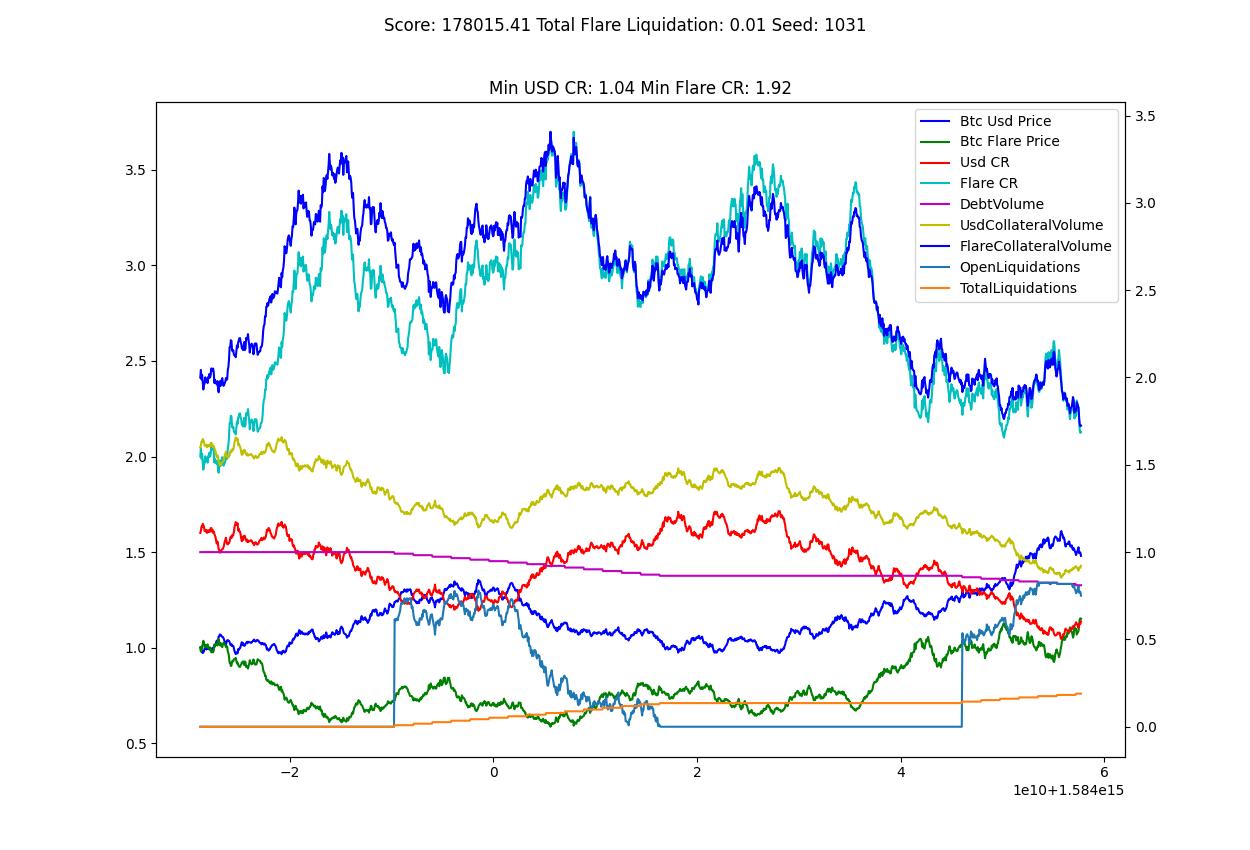 Score: 178015.41 Total Flare Liquidation: 0.01 Seed: 1031
Min USD CR: 1.04 Min Flare CR: 1.92
Btc Usd Price
Btc Flare Price
Usd CR
Flare CR
DebtVolume
UsdCollateralVolume
FlareCollateralVolume
OpenLiquidations
TotalLiquidations
3.5
3.0
2.5
2.0
1.5
1.0
0.5
3.5
3.0
2.5
2.0
1.5
1.0
0.5
0.0
−2 0 2 4 6
1e10+1.584e15